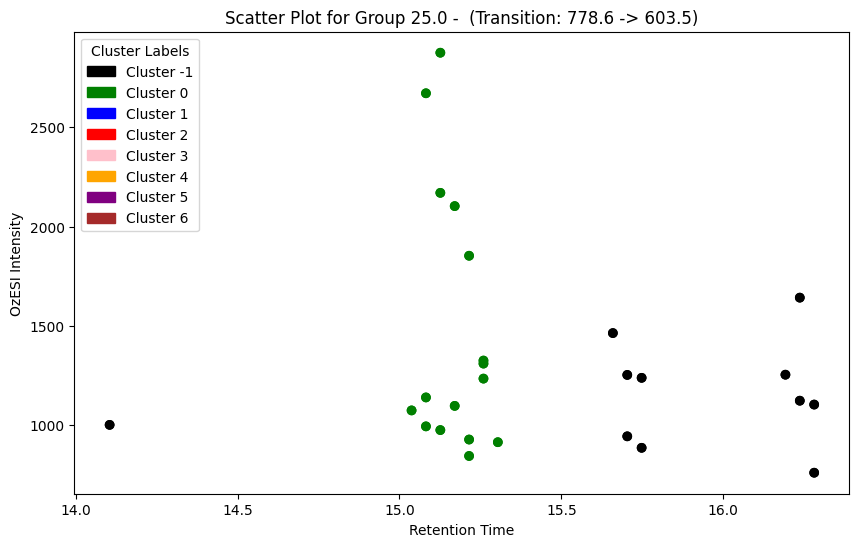 Scatter Plot for Group 25.0 -  (Transition: 778.6 -> 603.5)
Cluster Labels
Cluster -1
Cluster 0
Cluster 1
Cluster 2
Cluster 3
Cluster 4
Cluster 5
Cluster 6
OzESI Intensity
2500
2000
1500
1000
14.0 14.5 15.0 15.5 16.0
Retention Time